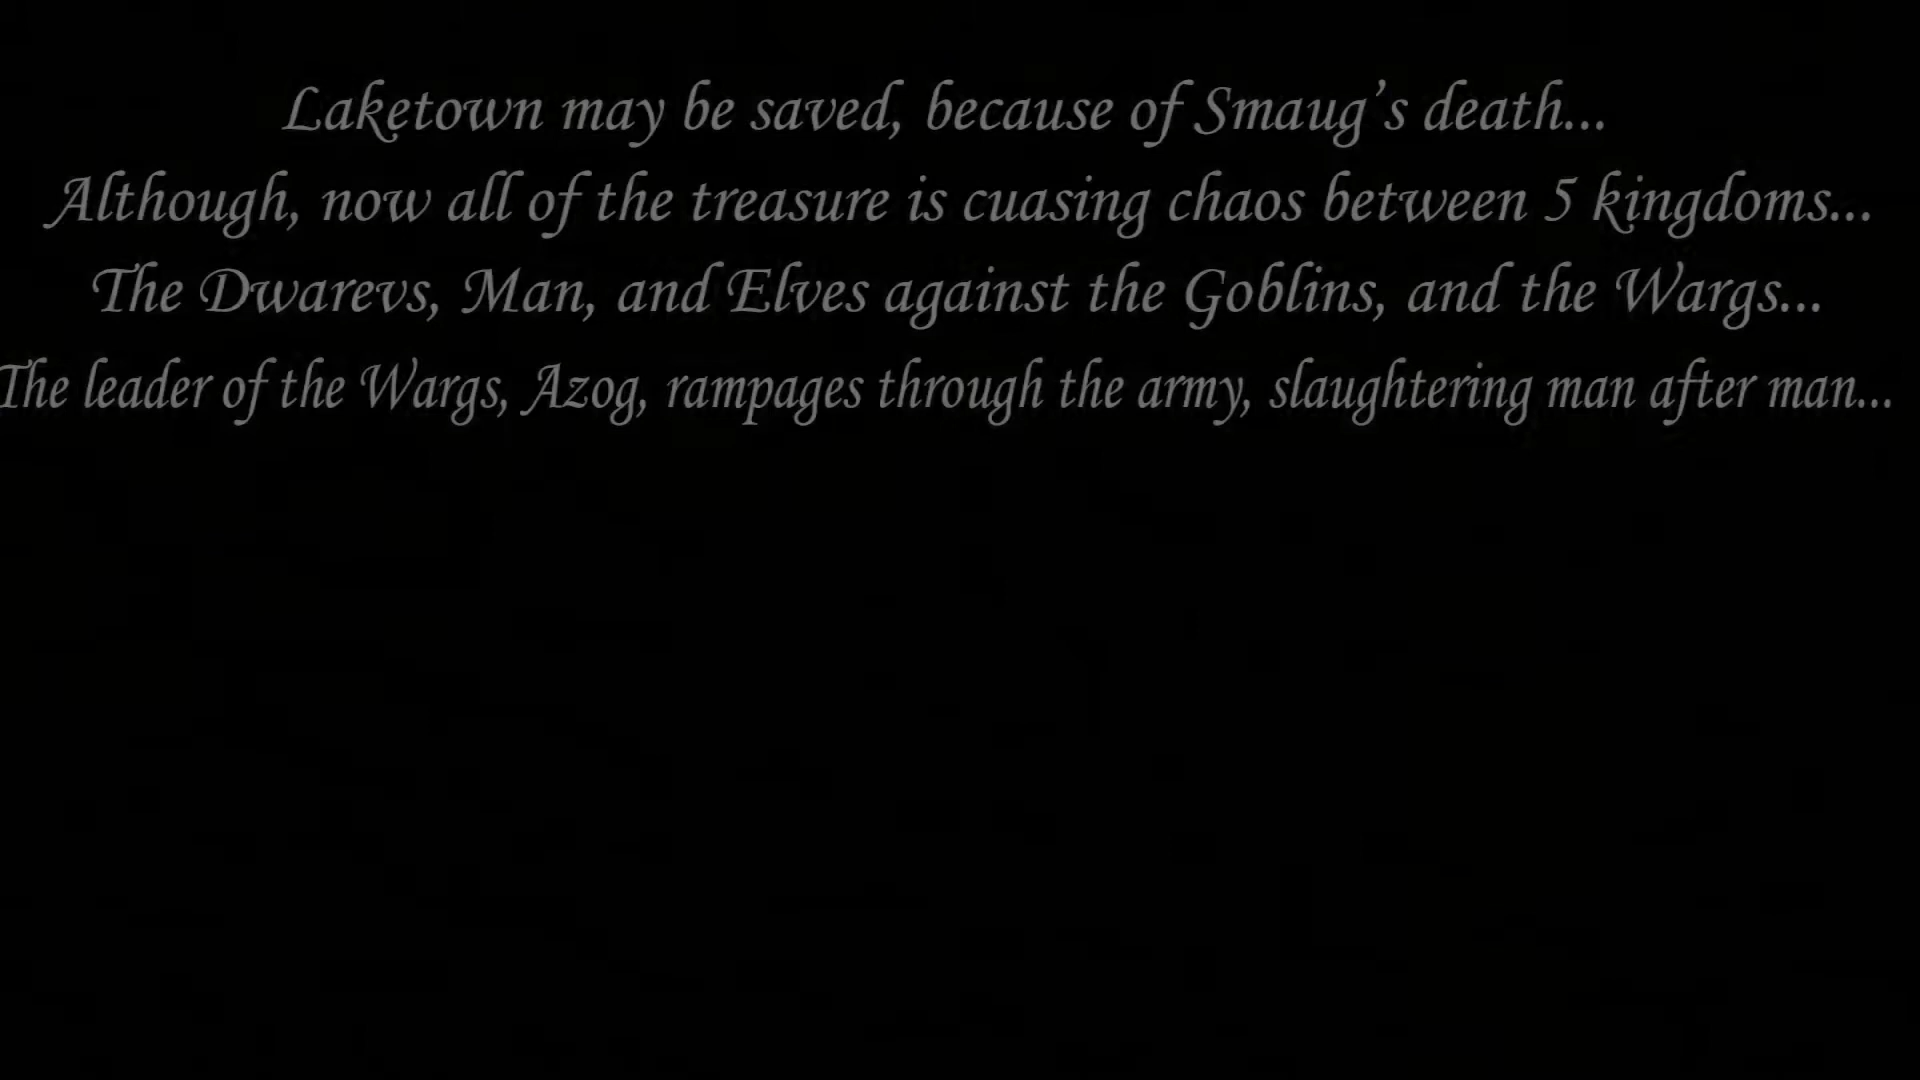 Laketown may be saved, because of Smaug’s death...
Although, now all of the treasure is cuasing chaos between 5 kingdoms...
The Dwarevs, Man, and Elves against the Goblins, and the Wargs...
The leader of the Wargs, Azog, rampages through the army, slaughtering man after man...